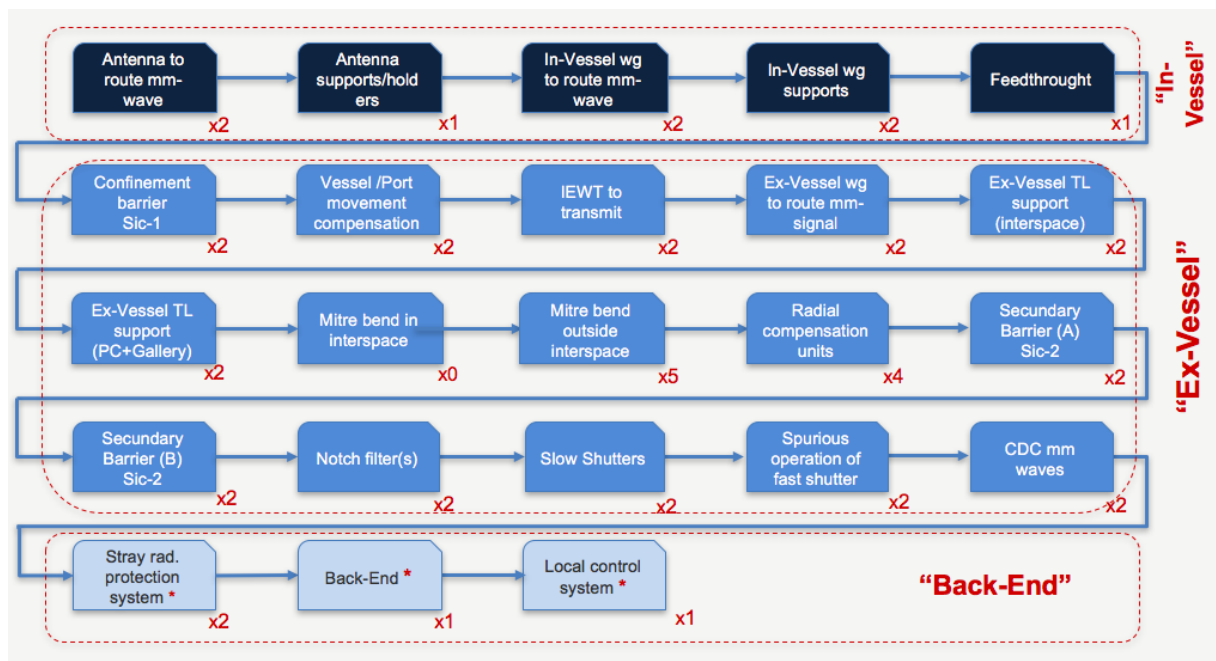 Antenna to
route mm-
wave
x2
Antenna
supports/hold
ers
x1
In-Vessel wg
to route mm-
wave
x2
In-Vessel wg
supports
x2
Feedthrought
x1
“In-
Vessel”
Confinement
barrier
Sic-1
x2
Vessel /Port
movement
compensation
x2
IEWT to
transmit
x2
Ex-Vessel wg
to route mm-
signal
x2
Ex-Vessel TL
support
(interspace)
x2
Ex-Vessel TL
support
(PC+Gallery)
x2
Mitre bend in
interspace
x0
Mitre bend
outside
interspace
x5
Radial
compensation
units
x4
Secundary
Barrier (A)
Sic-2
x2
“Ex-Vessel”
Secundary
Barrier (B)
Sic-2
x2
Notch filter(s)
x2
Slow Shutters
x2
Spurious
operation of
fast shutter
x2
CDC mm
waves
x2
Stray rad.
protection
system *
x2
Back-End *
x1
Local control
system *
x1
“Back-End”